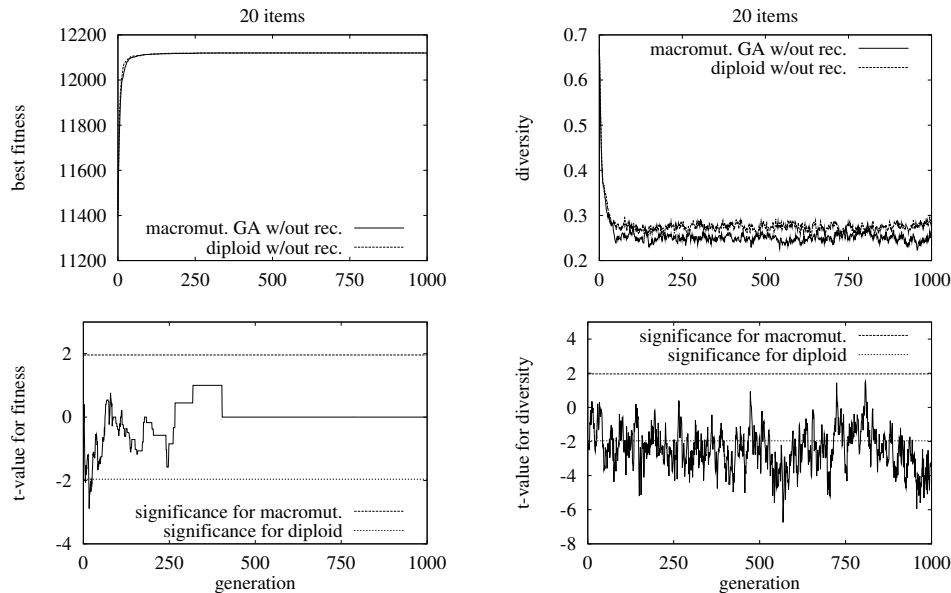 20 items
12200
12000
11800
11600
11400
11200
best fitness
macromut. GA w/out rec.
diploid w/out rec.
0
250
500
750
1000
20 items
0.7
0.6
0.5
0.4
0.3
0.2
diversity
macromut. GA w/out rec.
diploid w/out rec.
0
250
500
750
1000
2
0
-2
-4
t-value for fitness
significance for macromut.
significance for diploid
0
250
500
750
1000
generation
4
2
0
-2
-4
-6
-8
t-value for diversity
significance for macromut.
significance for diploid
0
250
500
750
1000
generation